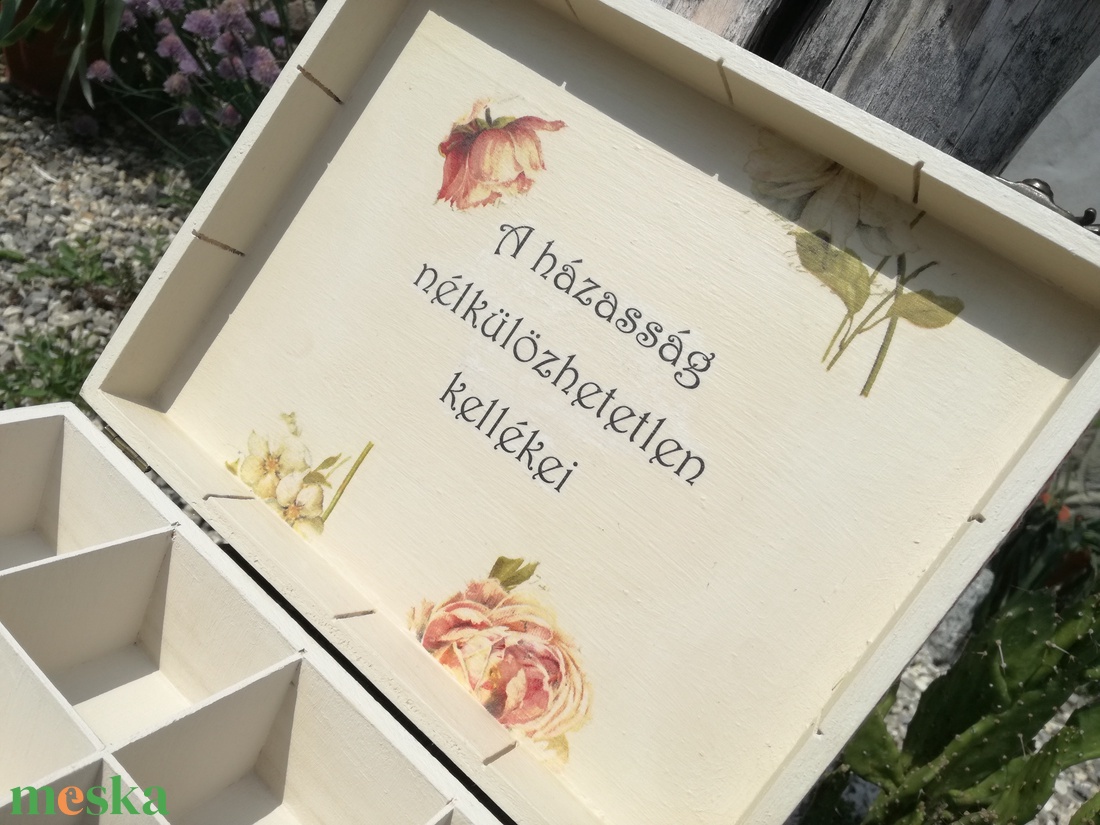 A házasság
nélkülözhetetlen
kellékei
meska